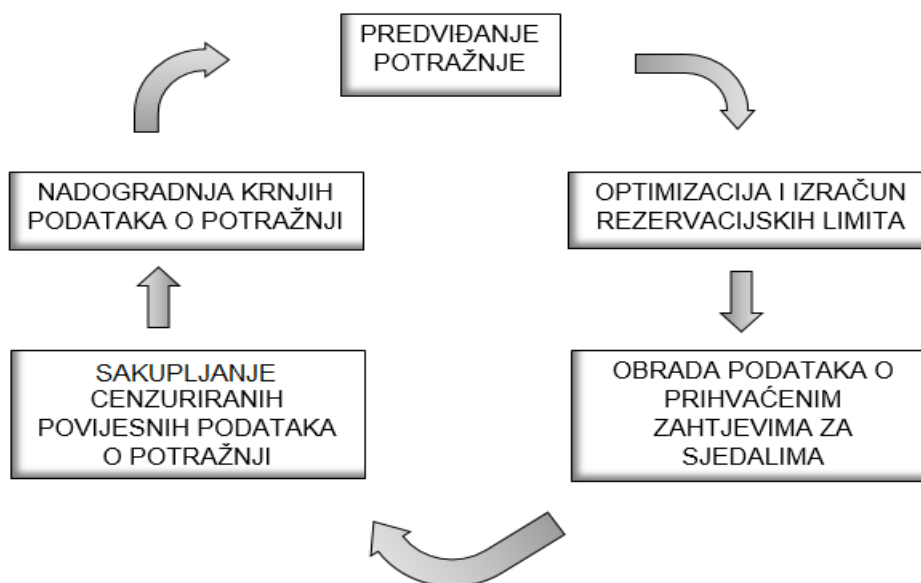 PREDVIĐANJE
POTRAŽNJE
NADOGRADNJA KRNJIH
PODATAKA O POTRAŽNJI
OPTIMIZACIJA I IZRAČUN
REZERVACIJSKIH LIMITA
SAKUPLJANJE
CENZURIRANIH
POVIJESNIH PODATAKA
O POTRAŽNJI
OBRADA PODATAKA O
PRIHVAĆENIM
ZAHTJEVIMA ZA
SJEDALIMA